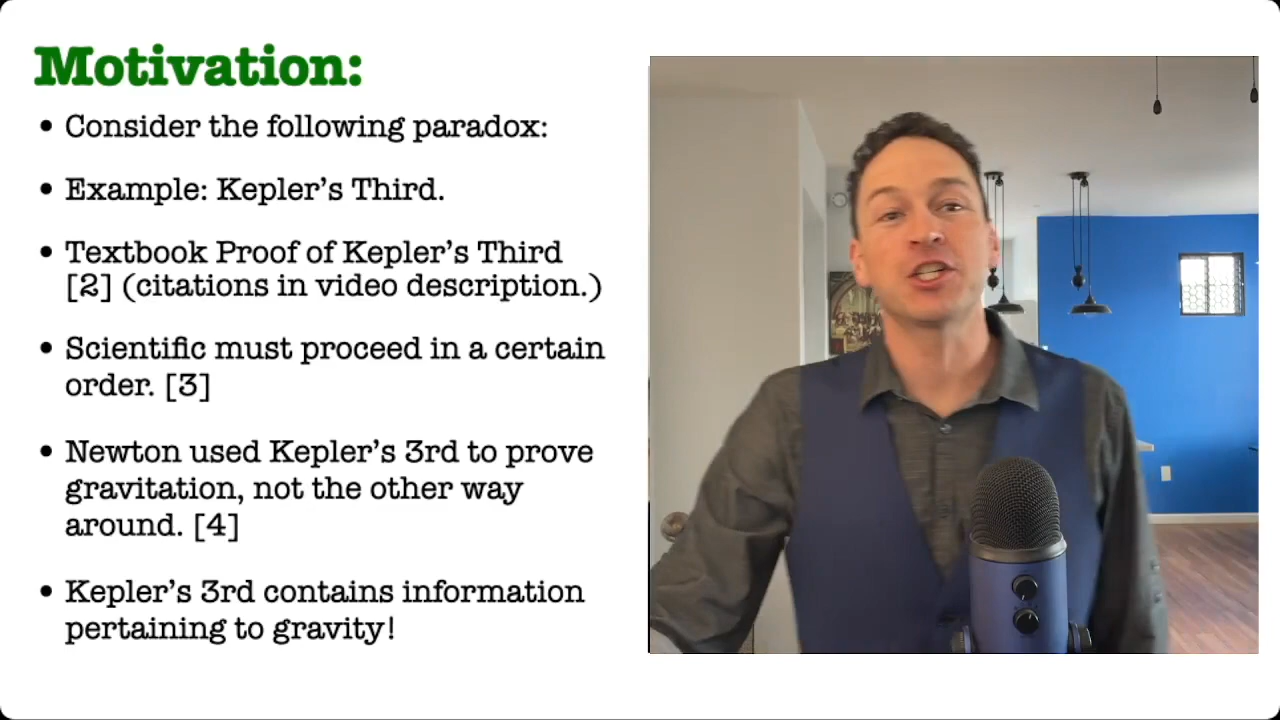 Motivation:
• Consider the following paradox:
• Example: Kepler's Third.
• Textbook Proof of Kepler's Third
[2] (citations in video description.)
• Scientific must proceed in a certain
order. [3]
• Newton used Kepler's 3rd to prove
gravitation, not the other way
around. [4]
• Kepler's 3rd contains information
pertaining to gravity!